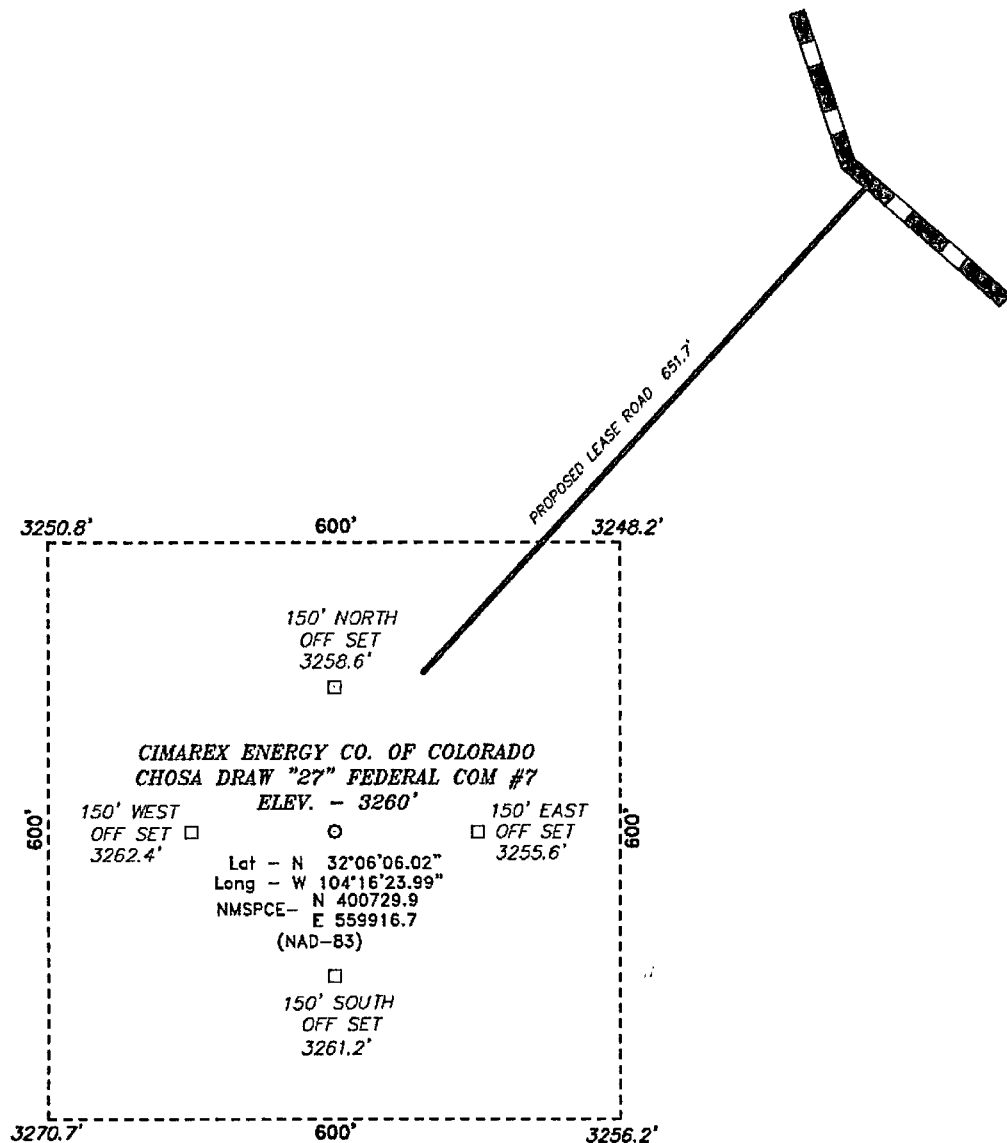 PROPOSED LEASE ROAD 651.7'
3250.8'
600'
3248.2'
150' NORTH
OFF SET
3258.6'
CIMAREX ENERGY CO. OF COLORADO
CHOSA DRAW "27" FEDERAL COM #7
ELEV. - 3260'
600'
150' WEST
OFF SET
3262.4'
150' EAST
OFF SET
3255.6'
600'
Lat - N 32°06'06.02"
Long - W 104°16'23.99"
NMSPCE- N 400729.9
E 559916.7
(NAD-83)
150' SOUTH
OFF SET
3261.2'
3270.7'
600'
3256.2'